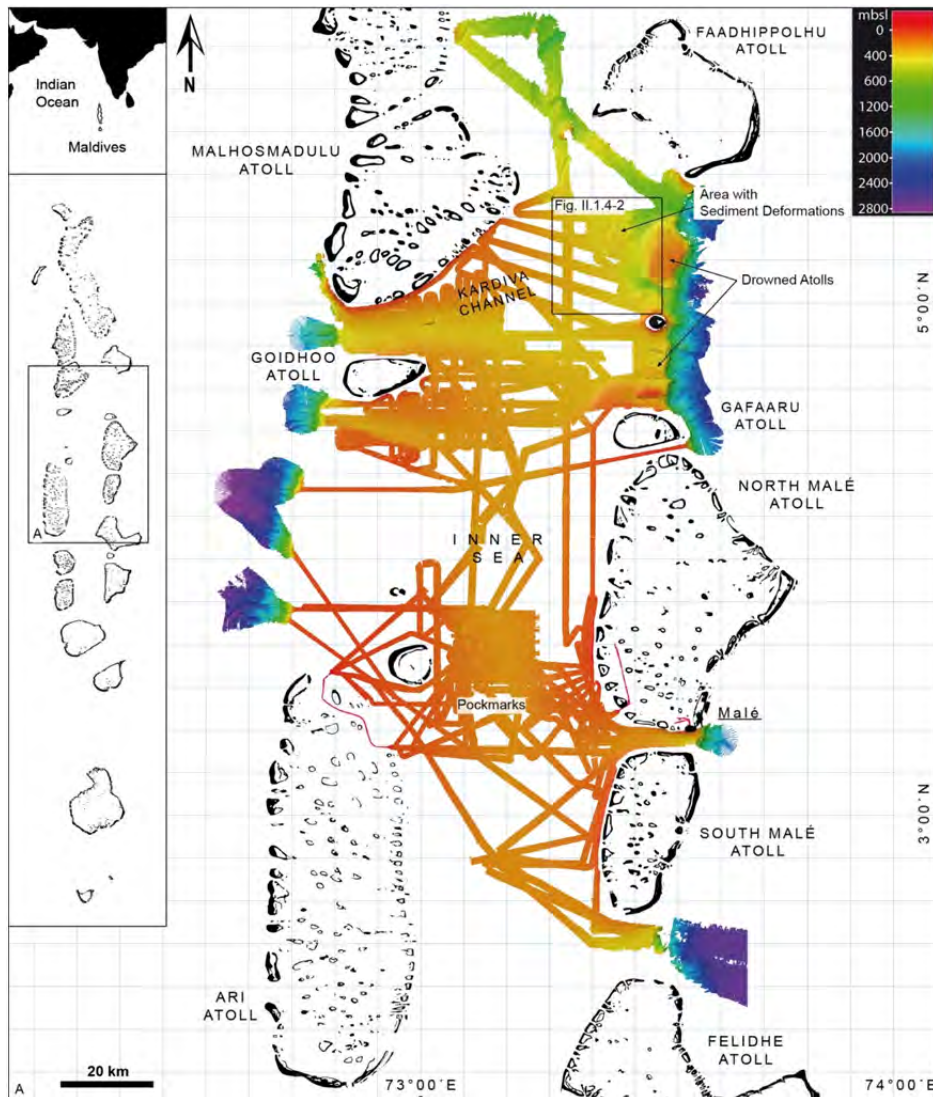 Indian
Ocean
Maldives
A
N
FAADHIPPOLHU
ATOLL
mbsl
0
400
600
1200
1600
2000
2400
2800
MALHOSMADULU
ATOLL
Fig. II.1.4-2
Area with
Sediment Deformations
Drowned Atolls
KARDIVA
CHANNEL
5°00´N
GOIDHOO
ATOLL
GAFAARU
ATOLL
NORTH MALÉ
ATOLL
INNER
SEA
Pockmarks
Malé
3°00´N
SOUTH MALÉ
ATOLL
ARI
ATOLL
FELIDHE
ATOLL
A
20 km
73°00´E
74°00´E